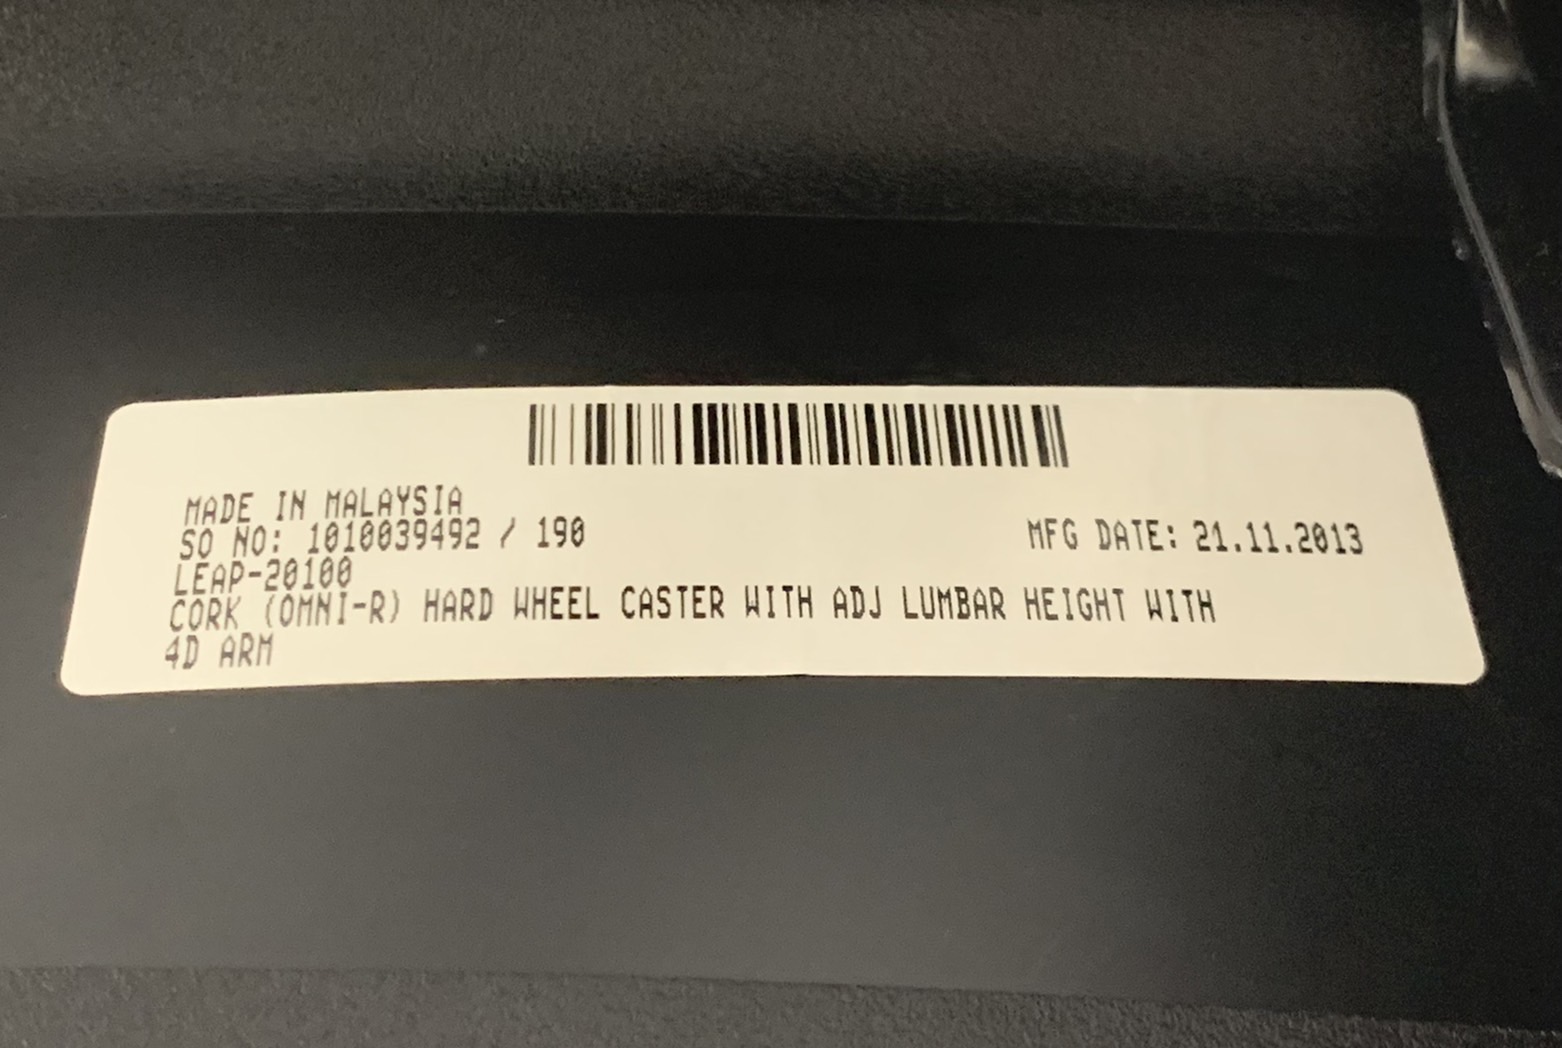 MADE IN MALAYSIA
SO NO: 1010039492 / 190
MFG DATE: 21.11.2013
LEAP-20100
CORK (OMNI-R) HARD WHEEL CASTER WITH ADJ LUMBAR HEIGHT WITH
4D ARM